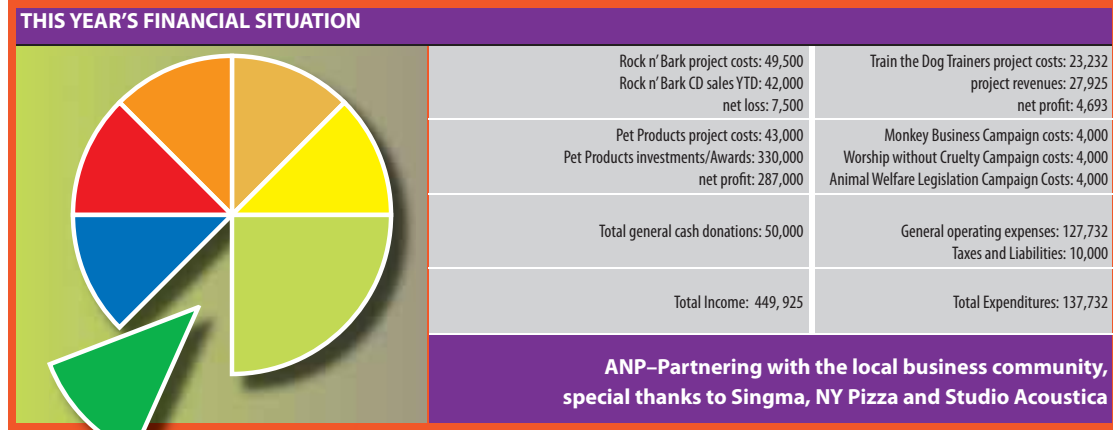 THIS YEAR'S FINANCIAL SITUATION
Rock n' Bark project costs: 49,500
Rock n' Bark CD sales YTD: 42,000
net loss: 7,500
Train the Dog Trainers project costs: 23,232
project revenues: 27,925
net profit: 4,693
Pet Products project costs: 43,000
Pet Products investments/Awards: 330,000
net profit: 287,000
Monkey Business Campaign costs: 4,000
Worship without Cruelty Campaign costs: 4,000
Animal Welfare Legislation Campaign Costs: 4,000
Total general cash donations: 50,000
General operating expenses: 127,732
Taxes and Liabilities: 10,000
Total Income: 449, 925
Total Expenditures: 137,732
ANP–Partnering with the local business community,
special thanks to Singma, NY Pizza and Studio Acoustica